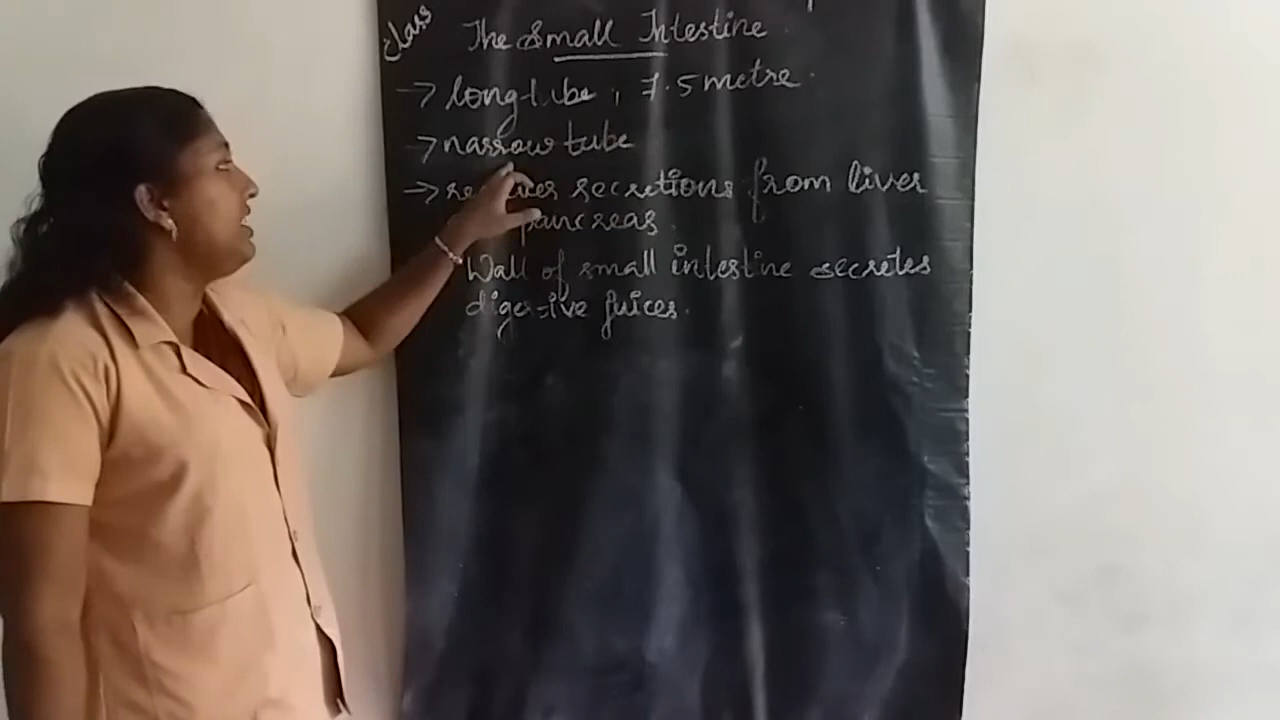 class
The Small Intestine
→ long tube, 7.5 metre.
→ narrow tube
→ receives secretions from liver
pancreas.
Wall of small intestine secretes
digestive juices.